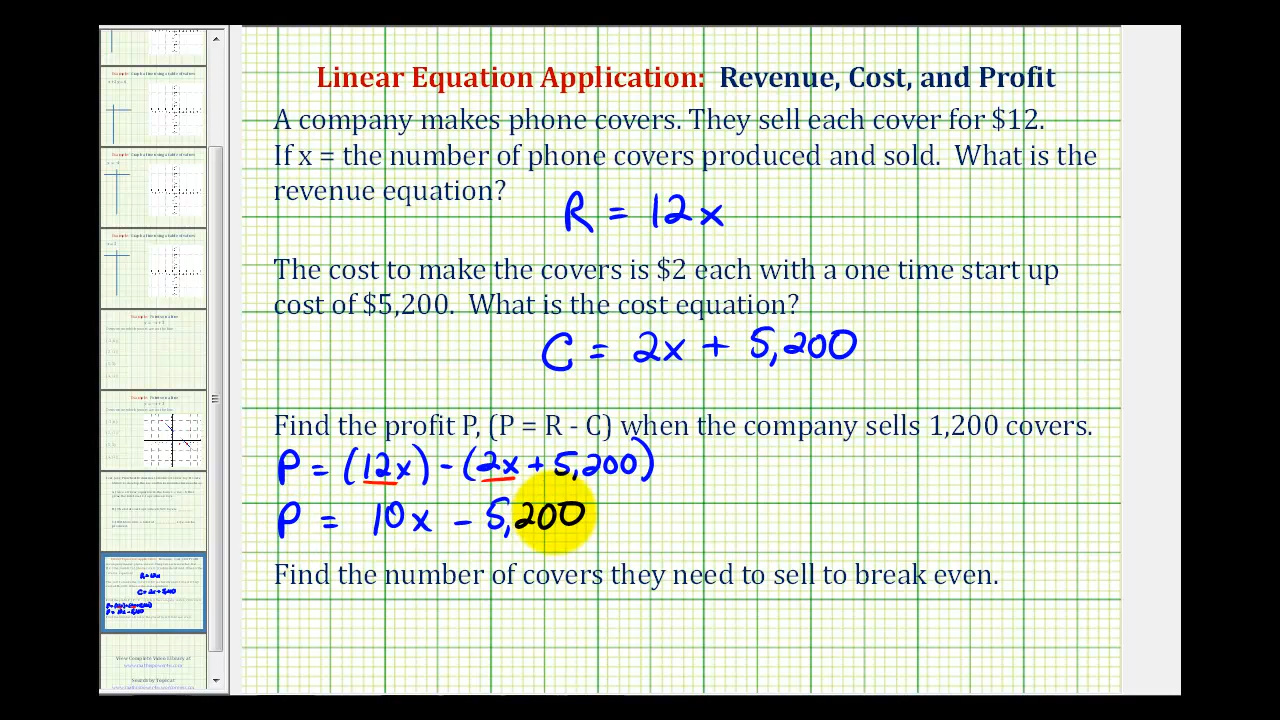 Linear Equation Application: Revenue, Cost, and Profit
A company makes phone covers. They sell each cover for $12.
If x = the number of phone covers produced and sold. What is the
revenue equation?
R = 12x
The cost to make the covers is $2 each with a one time start up
cost of $5,200. What is the cost equation?
C = 2x + 5,200
Find the profit P, (P = R - C) when the company sells 1,200 covers.
P = (12x) - (2x + 5,200)
P = 10x - 5,200
Find the number of covers they need to sell to break even.